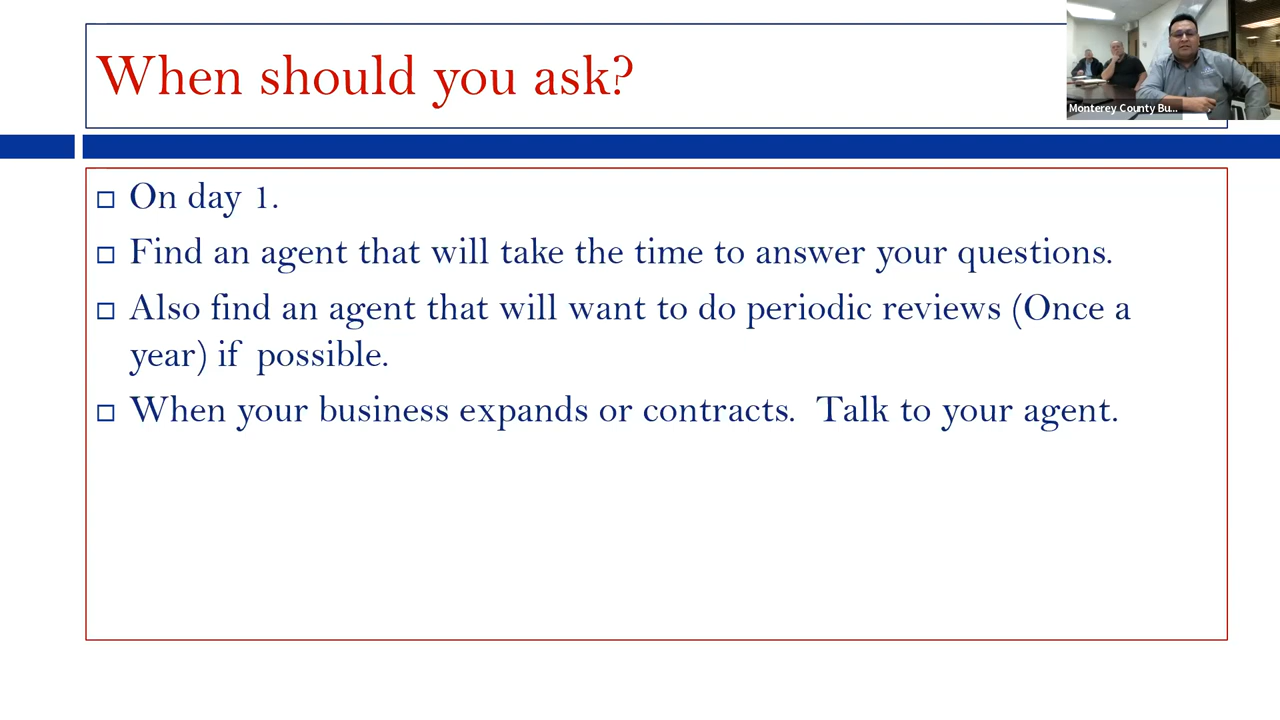 When should you ask?
Monterey County Bu...
On day 1.
Find an agent that will take the time to answer your questions.
Also find an agent that will want to do periodic reviews (Once a
year) if possible.
When your business expands or contracts. Talk to your agent.